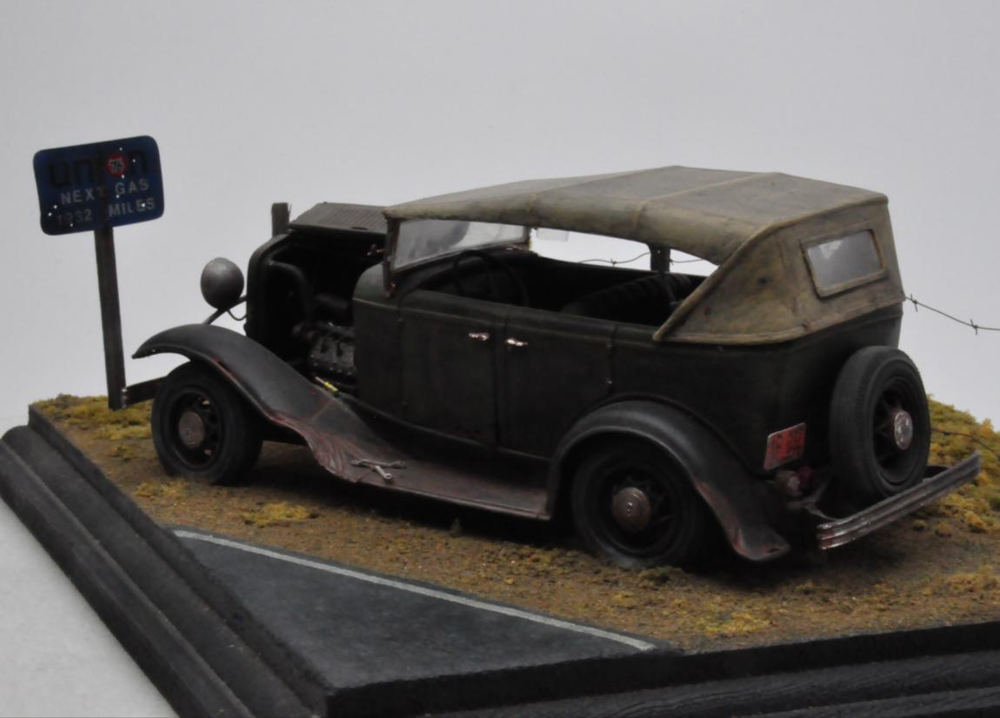 union
76
NEXT GAS
1932 MILES